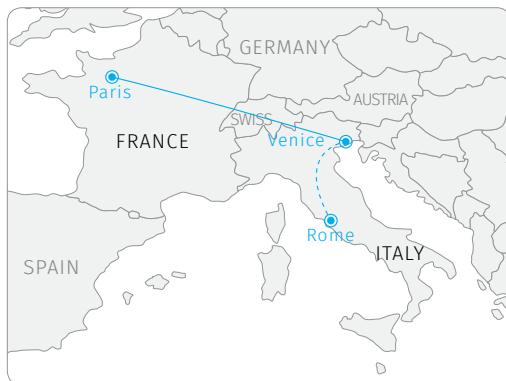 GERMANY
Paris
AUSTRIA
SWISS
FRANCE
Venice
Rome
ITALY
SPAIN